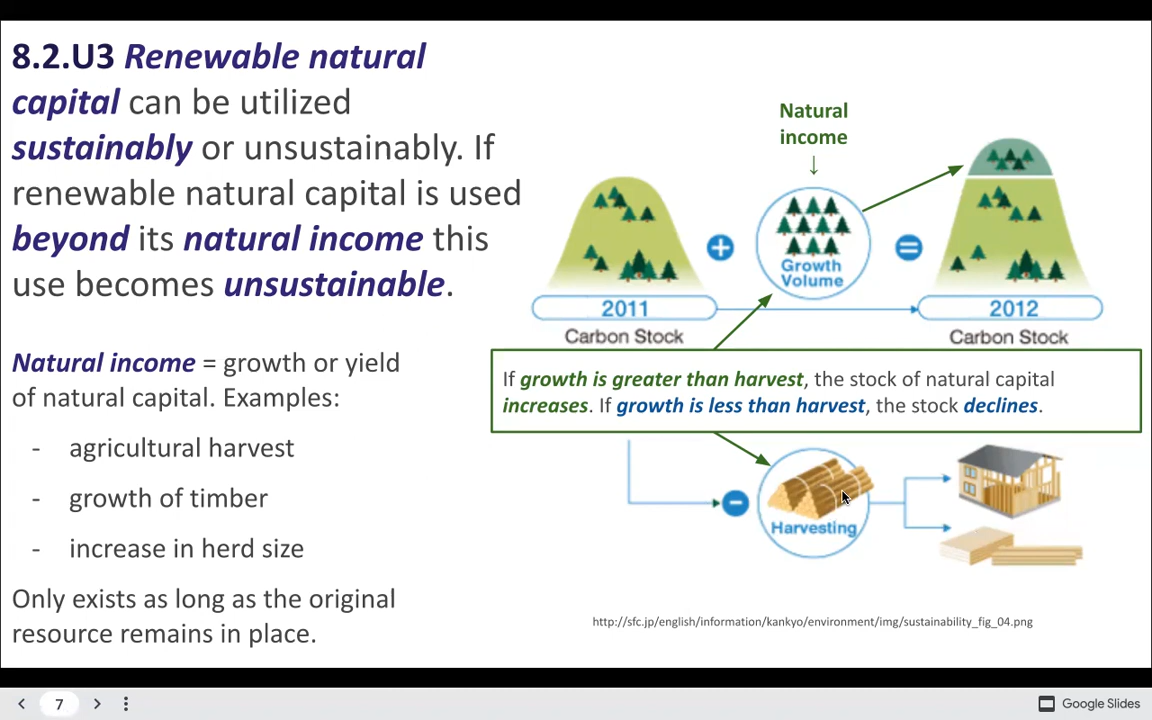 8.2.U3 Renewable natural
capital can be utilized
sustainably or unsustainably. If
renewable natural capital is used
beyond its natural income this
use becomes unsustainable.
Natural income = growth or yield
of natural capital. Examples:
- agricultural harvest
- growth of timber
- increase in herd size
Only exists as long as the original
resource remains in place.
Natural
income
↓
Growth
Volume
2011
2012
Carbon Stock
Carbon Stock
If growth is greater than harvest, the stock of natural capital
increases. If growth is less than harvest, the stock declines.
Harvesting
http://sfc.jp/english/information/kankyo/environment/img/sustainability_fig_04.png
7
Google Slides